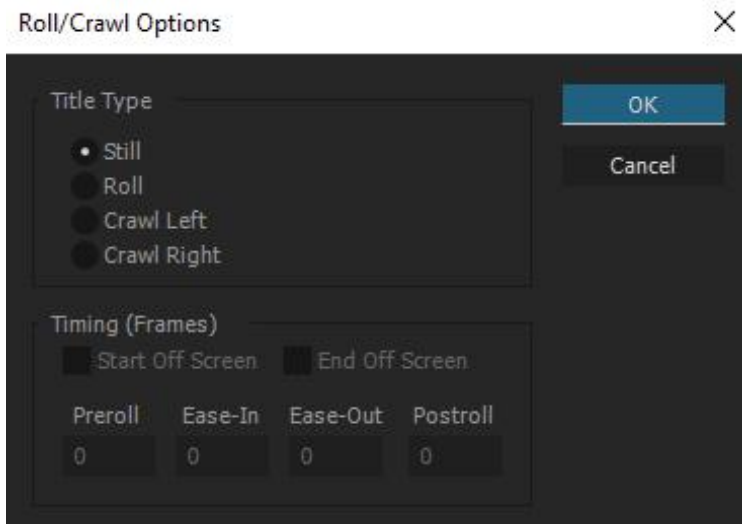 Roll/Crawl Options
Title Type
Still
Roll
Crawl Left
Crawl Right
OK
Cancel
Timing (Frames)
Start Off Screen End Off Screen
Preroll Ease-In Ease-Out Postroll
0 0 0 0